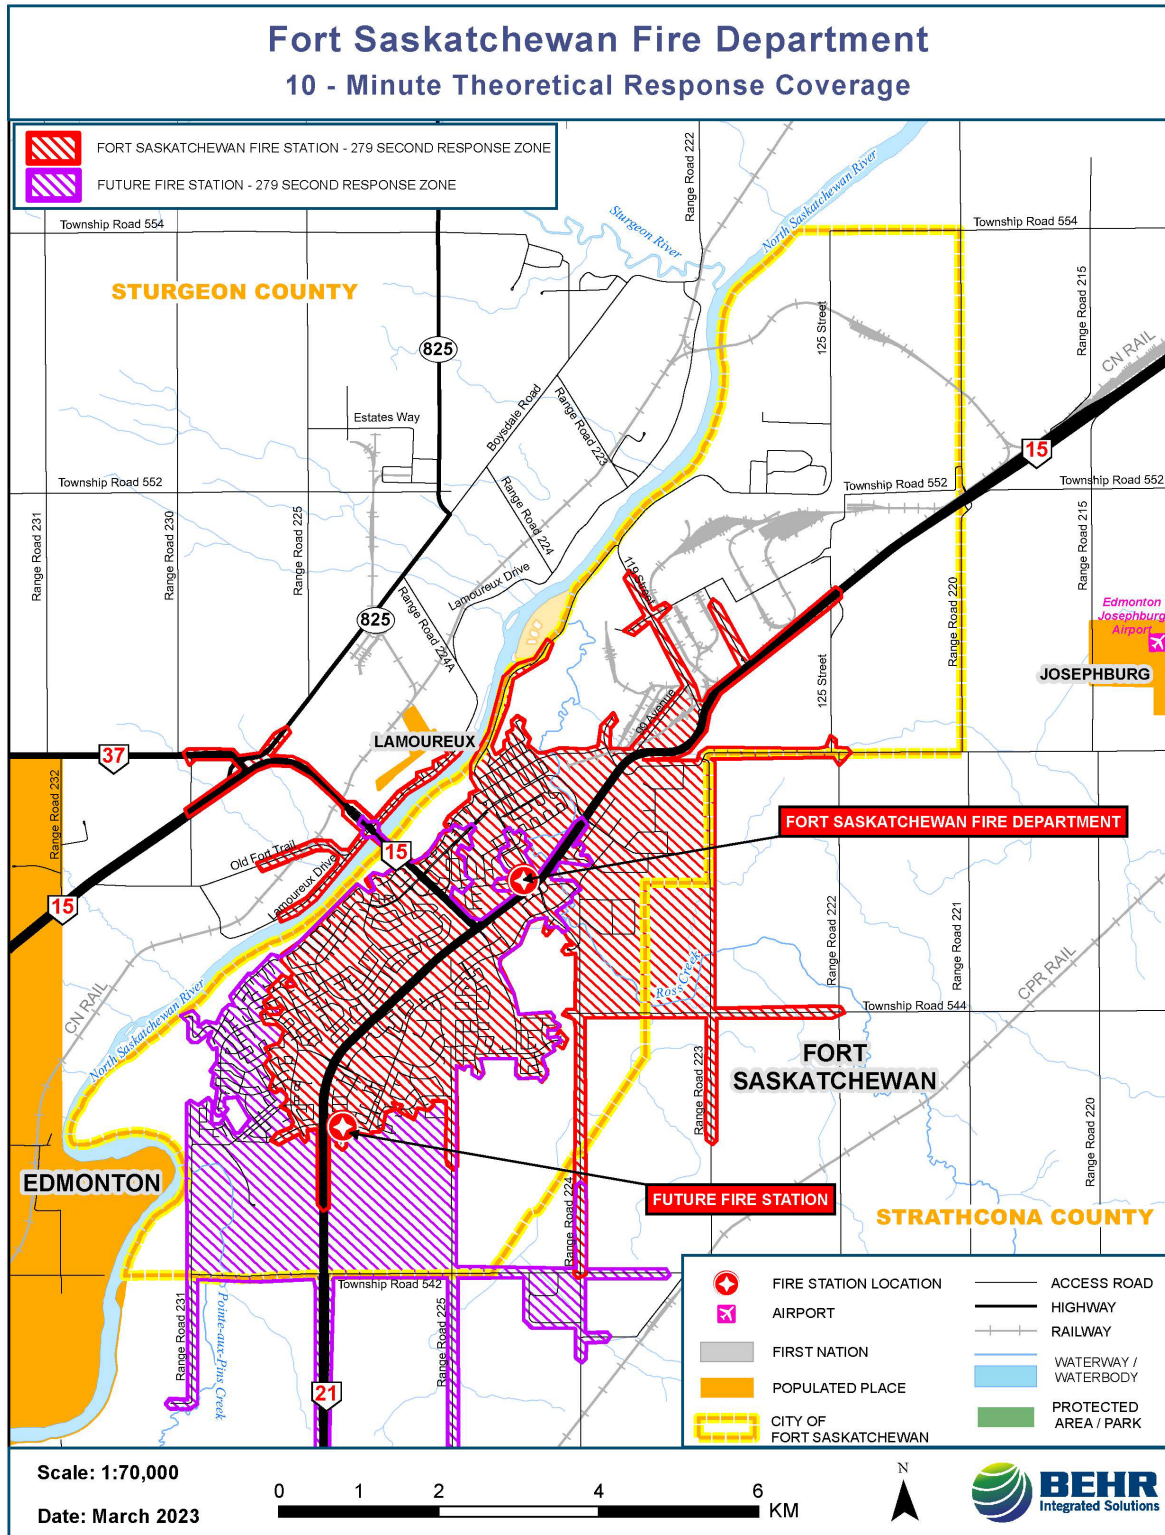 Fort Saskatchewan Fire Department
10 - Minute Theoretical Response Coverage
FORT SASKATCHEWAN FIRE STATION - 279 SECOND RESPONSE ZONE
FUTURE FIRE STATION - 279 SECOND RESPONSE ZONE
Range Road 222
North Saskatchewan River
Sturgeon River
Township Road 554
Township Road 554
STURGEON COUNTY
825
125 Street
Range Road 215
CN RAIL
Estates Way
Boysdale Road
Range Road 223
15
Township Road 552
Township Road 552
Township Road 552
Range Road 231
Range Road 230
Range Road 225
Range Road 224
Range Road 215
Lamoureux Drive
119 Street
825
Range Road 224A
Range Road 220
Edmonton
Josephburg
Airport
JOSEPHBURG
125 Street
99 Avenue
LAMOUREUX
37
Range Road 232
FORT SASKATCHEWAN FIRE DEPARTMENT
Old Fort Trail
15
Lamoureux Drive
15
Range Road 222
Range Road 221
CPR RAIL
Ross Creek
CN RAIL
North Saskatchewan River
Township Road 544
FORT
SASKATCHEWAN
Range Road 223
Range Road 220
EDMONTON
FUTURE FIRE STATION
Range Road 224
STRATHCONA COUNTY
Township Road 542
Range Road 231
Pointe-aux-Pins Creek
Range Road 225
21
FIRE STATION LOCATION
AIRPORT
FIRST NATION
POPULATED PLACE
CITY OF
FORT SASKATCHEWAN
ACCESS ROAD
HIGHWAY
RAILWAY
WATERWAY /
WATERBODY
PROTECTED
AREA / PARK
Scale: 1:70,000
Date: March 2023
0 1 2 4 6 KM
N
BEHR
Integrated Solutions